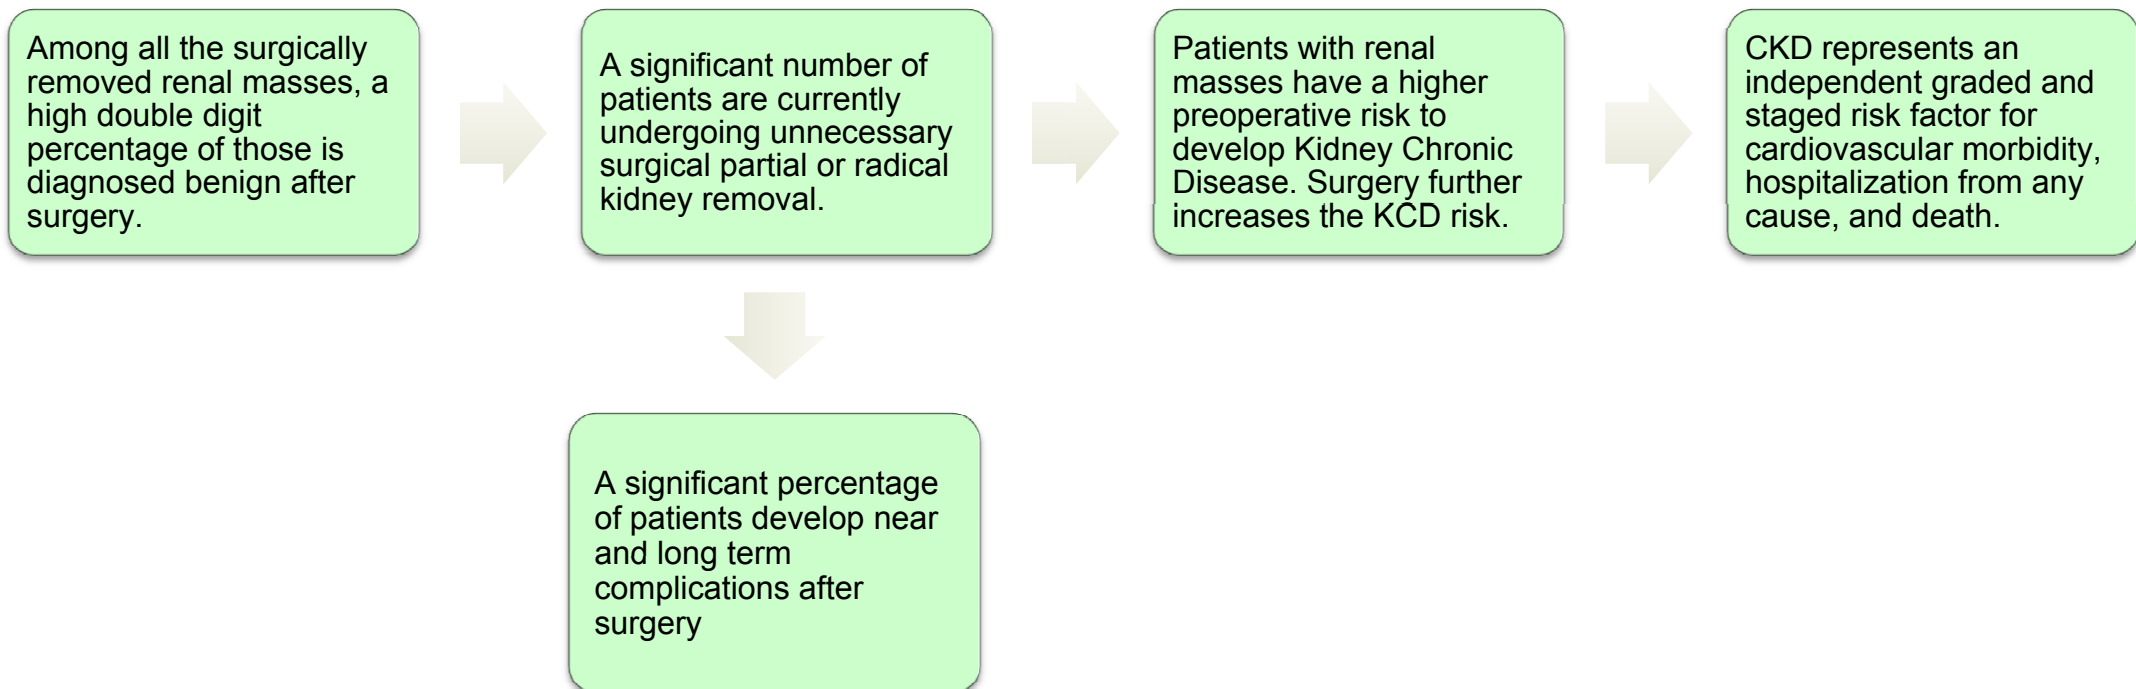 Among all the surgically
removed renal masses, a
high double digit
percentage of those is
diagnosed benign after
surgery.
A significant number of
patients are currently
undergoing unnecessary
surgical partial or radical
kidney removal.
Patients with renal
masses have a higher
preoperative risk to
develop Kidney Chronic
Disease. Surgery further
increases the KCD risk.
CKD represents an
independent graded and
staged risk factor for
cardiovascular morbidity,
hospitalization from any
cause, and death.
A significant percentage
of patients develop near
and long term
complications after
surgery